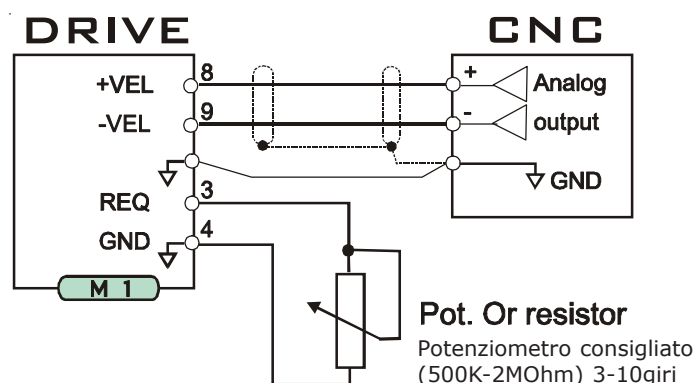 DRIVE
CNC
+VEL
8
+
Analog
-VEL
9
-
output
GND
REQ
3
GND
4
M 1
Pot. Or resistor
Potenziometro consigliato
(500K-2MOhm) 3-10giri